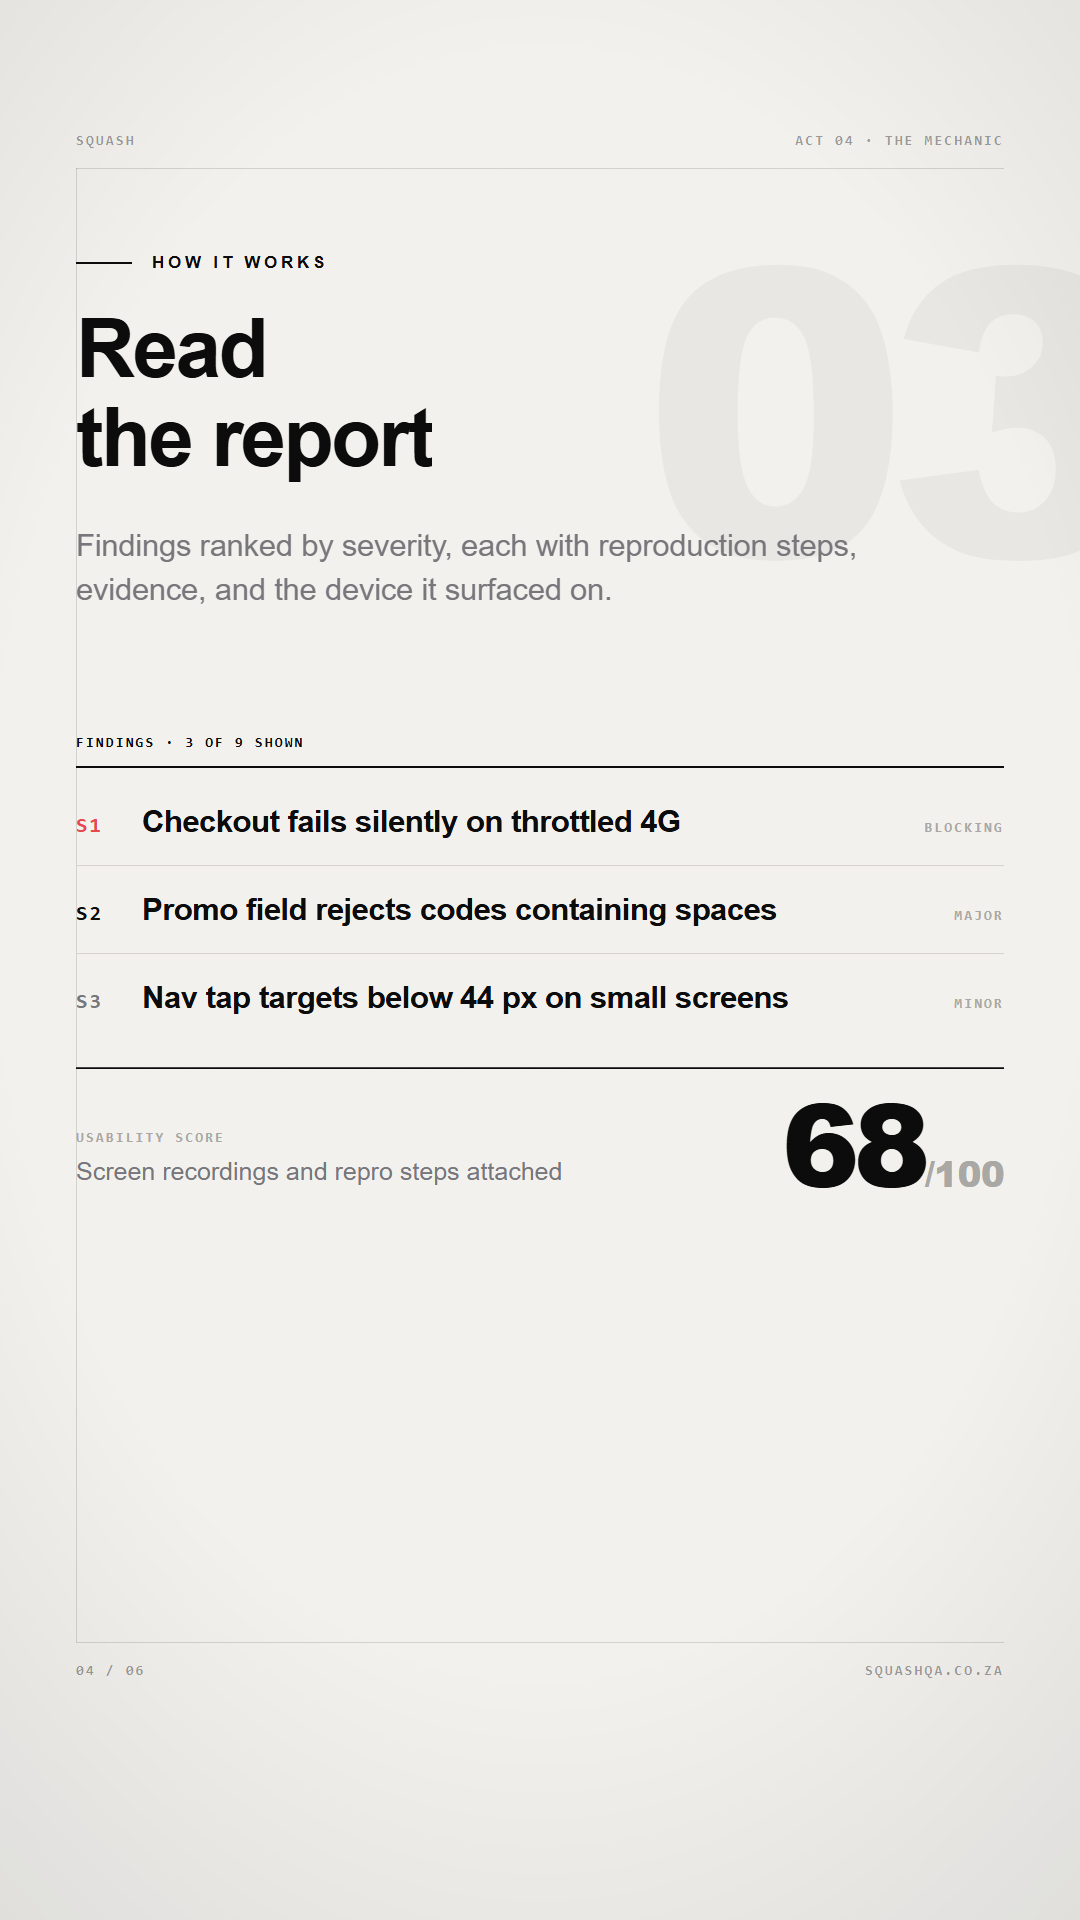 SQUASH
ACT 04 · THE MECHANIC
HOW IT WORKS
03
Read
the report
Findings ranked by severity, each with reproduction steps,
evidence, and the device it surfaced on.
FINDINGS · 3 OF 9 SHOWN
S1 Checkout fails silently on throttled 4G BLOCKING
S2 Promo field rejects codes containing spaces MAJOR
S3 Nav tap targets below 44 px on small screens MINOR
USABILITY SCORE
Screen recordings and repro steps attached
68/100
04 / 06
SQUASHQA.CO.ZA